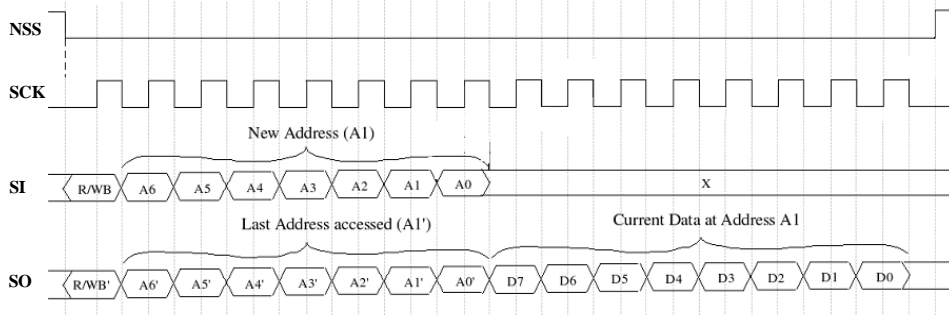 NSS
SCK
New Address (A1)
SI R/WB A6 A5 A4 A3 A2 A1 A0 X
Last Address accessed (A1') Current Data at Address A1
SO R/WB' A6' A5' A4' A3' A2' A1' A0' D7 D6 D5 D4 D3 D2 D1 D0